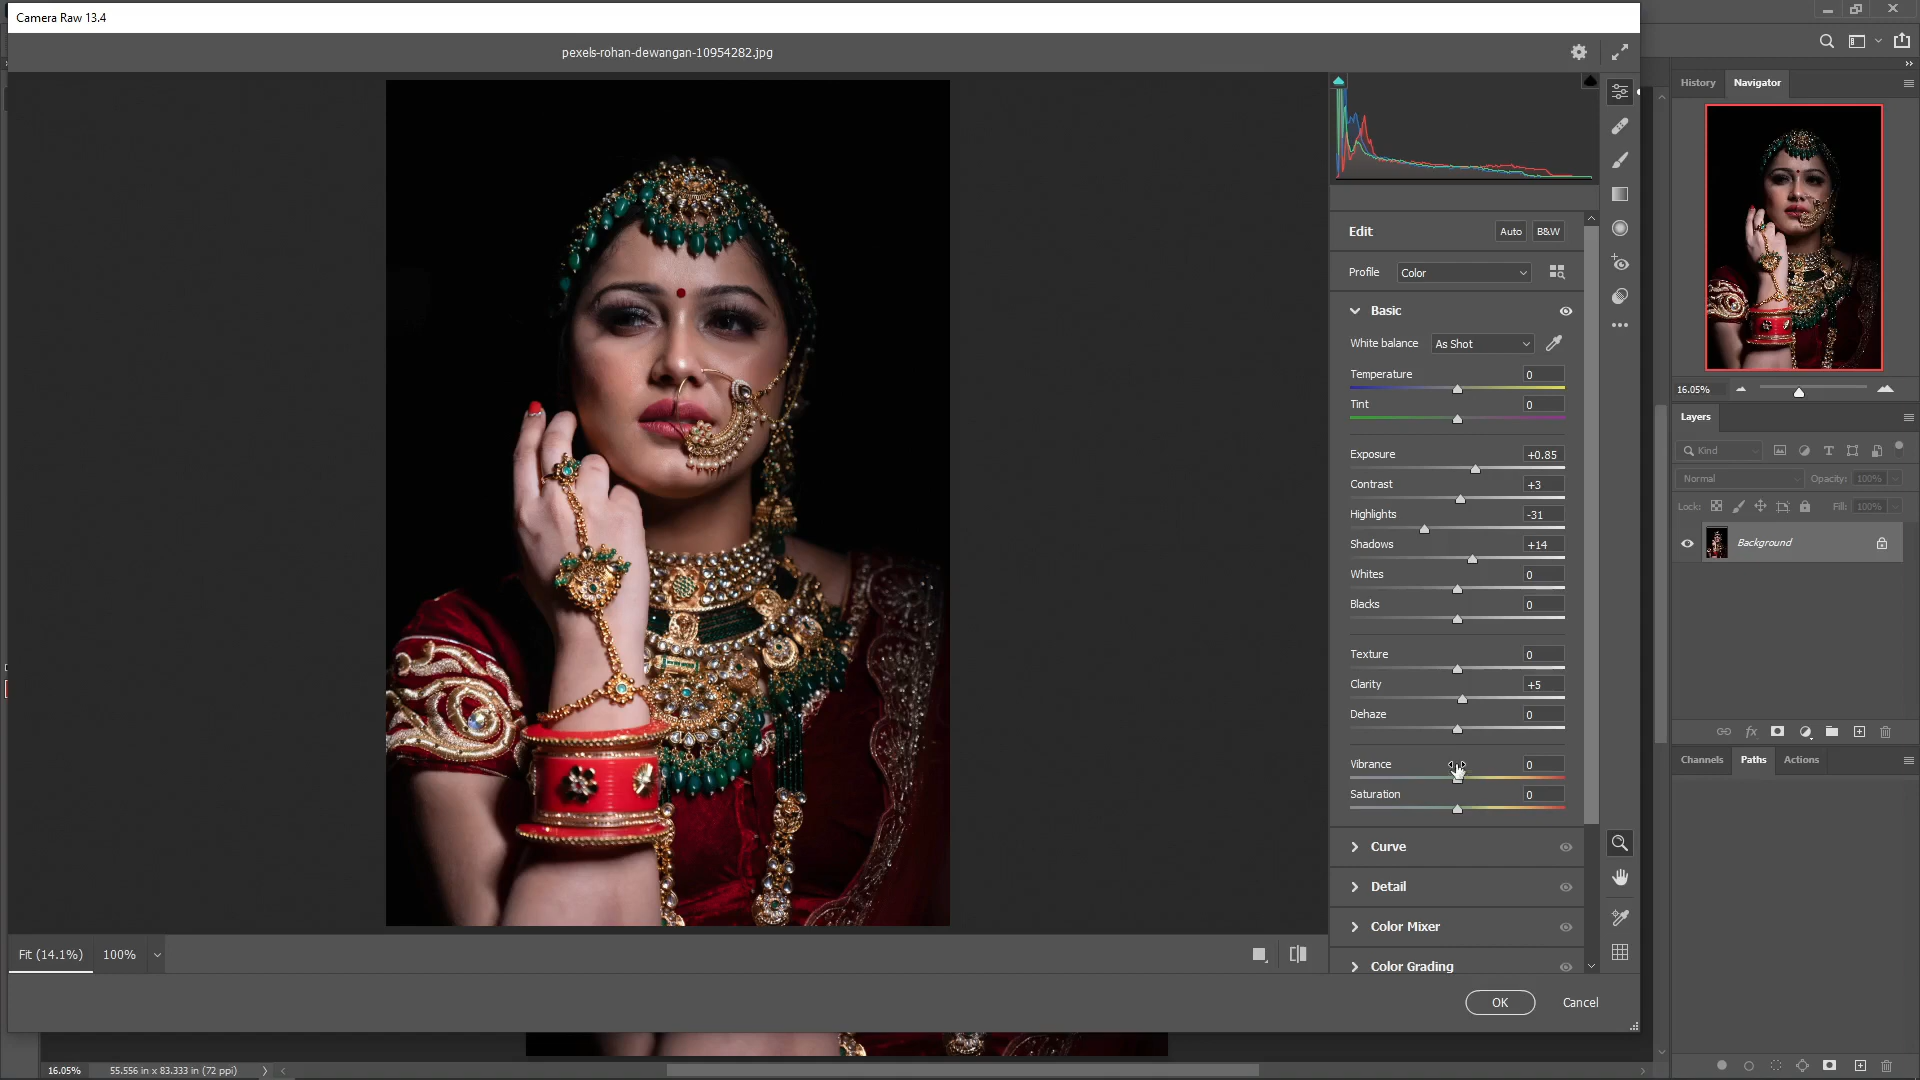 Camera Raw 13.4
pexels-rohan-dewangan-10954282.jpg
History Navigator
Edit Auto B&W
Profile Color
Basic
White balance As Shot
Temperature 0
Tint 0
Exposure +0.85
Contrast +3
Highlights -31
Shadows +14
Whites 0
Blacks 0
Texture 0
Clarity +5
Dehaze 0
Vibrance 0
Saturation 0
Curve
Detail
Color Mixer
Color Grading
Fit (14.1%) 100%
OK Cancel
16.05%
Layers
Kind
Normal Opacity: 100%
Lock: Fill: 100%
Background
fx
Channels Paths Actions
16.05% 55.556 in x 83.333 in (72 ppi)